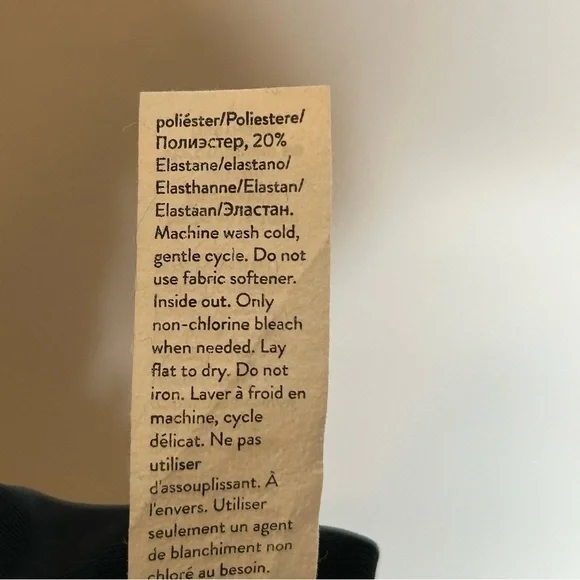 poliéster/Poliestere/
Полиэстер, 20%
Elastane/elastano/
Elasthanne/Elastan/
Elastaan/Эластан.
Machine wash cold,
gentle cycle. Do not
use fabric softener.
Inside out. Only
non-chlorine bleach
when needed. Lay
flat to dry. Do not
iron. Laver à froid en
machine, cycle
délicat. Ne pas
utiliser
d'assouplissant. À
l'envers. Utiliser
seulement un agent
de blanchiment non
chloré au besoin.